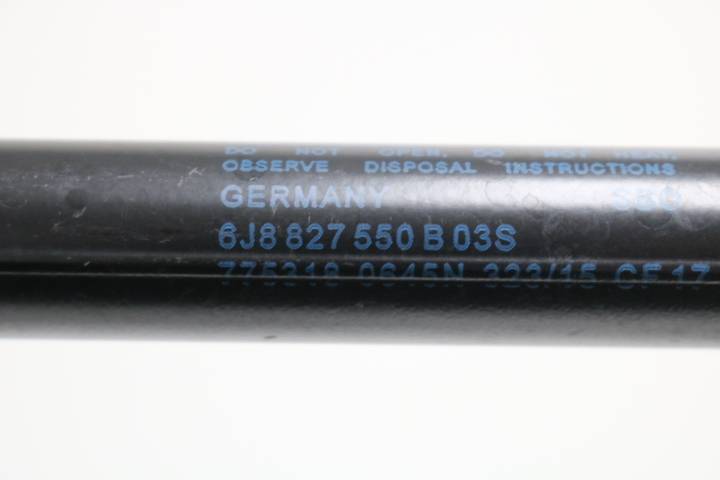 DO NOT OPEN. DO NOT HEAT.
OBSERVE DISPOSAL INSTRUCTIONS
GERMANY
6J8 827 550 B 03S
775318 0645N 323/15 CF 17